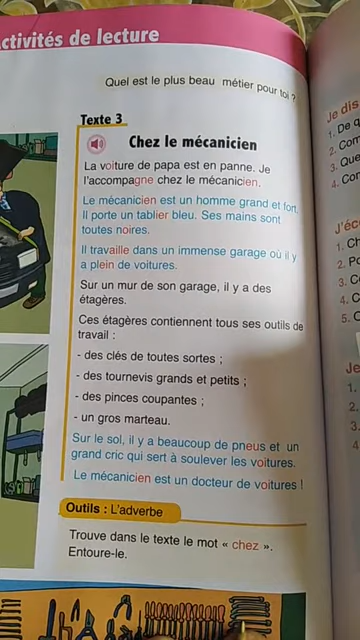 ctivités de lecture
Quel est le plus beau métier pour toi ?
Texte 3
Chez le mécanicien
La voiture de papa est en panne. Je
l'accompagne chez le mécanicien.
Le mécanicien est un homme grand et fort.
Il porte un tablier bleu. Ses mains sont
toutes noires.
Il travaille dans un immense garage où il y
a plein de voitures.
Sur un mur de son garage, il y a des
étagères.
Ces étagères contiennent tous ses outils de
travail :
- des clés de toutes sortes ;
- des tournevis grands et petits ;
- des pinces coupantes ;
- un gros marteau.
Sur le sol, il y a beaucoup de pneus et un
grand cric qui sert à soulever les voitures.
Le mécanicien est un docteur de voitures !
Outils : L'adverbe
Trouve dans le texte le mot « chez ».
Entoure-le.
Je dis
1. De q
2. Com
3. Que
4. Con
J'éc
1. Ch
2. Po
3. C
4. C
5. C
Je
1.
2.
3.
4